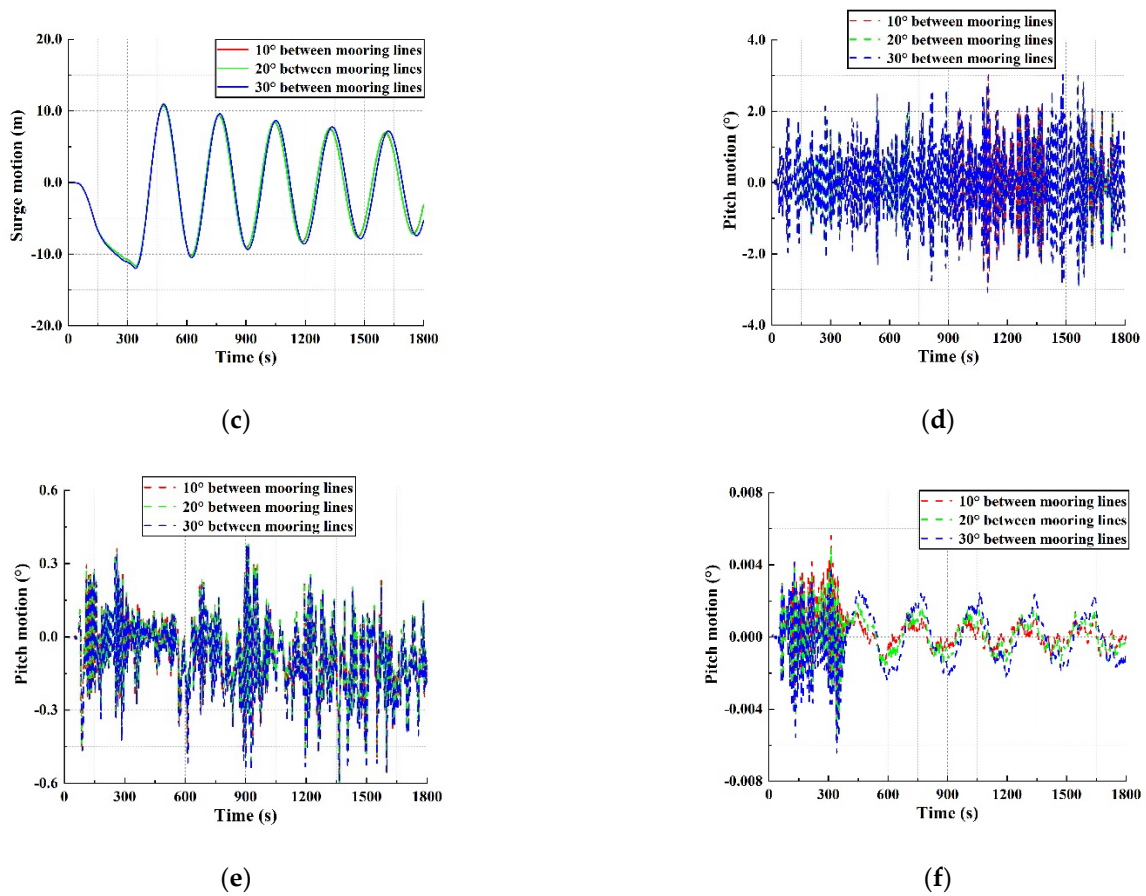 20.0
10.0
0.0
-10.0
-20.0
Surge motion (m)
10° between mooring lines
20° between mooring lines
30° between mooring lines
0 300 600 900 1200 1500 1800
Time (s)
(c)
4.0
2.0
0.0
-2.0
-4.0
Pitch motion (°)
10° between mooring lines
20° between mooring lines
30° between mooring lines
0 300 600 900 1200 1500 1800
Time (s)
(d)
0.6
0.3
0.0
-0.3
-0.6
Pitch motion (°)
10° between mooring lines
20° between mooring lines
30° between mooring lines
0 300 600 900 1200 1500 1800
Time (s)
(e)
0.008
0.004
0.000
-0.004
-0.008
Pitch motion (°)
10° between mooring lines
20° between mooring lines
30° between mooring lines
0 300 600 900 1200 1500 1800
Time (s)
(f)